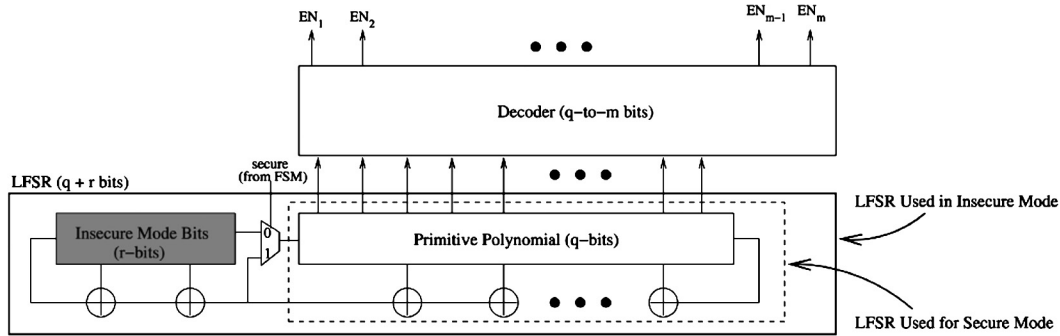 EN1 EN2 ENm−1 ENm
Decoder (q−to−m bits)
secure
(from FSM)
LFSR (q + r bits)
LFSR Used in Insecure Mode
Insecure Mode Bits
(r−bits)
0
1
Primitive Polynomial (q−bits)
LFSR Used for Secure Mode